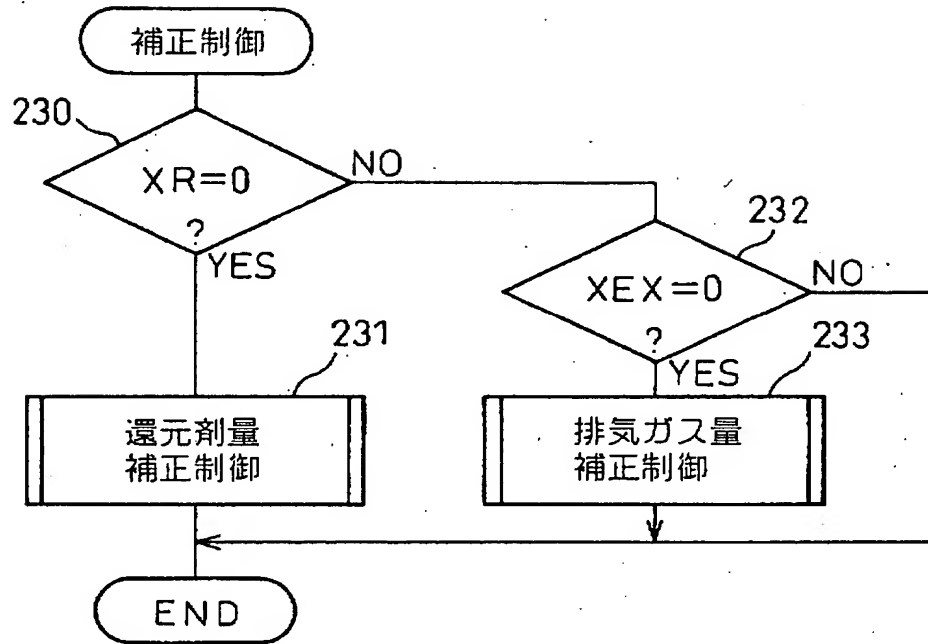 補正制御
230
XR=0
?
NO
YES
232
XEX=0
?
NO
YES
231
還元剤量
補正制御
233
排気ガス量
補正制御
END